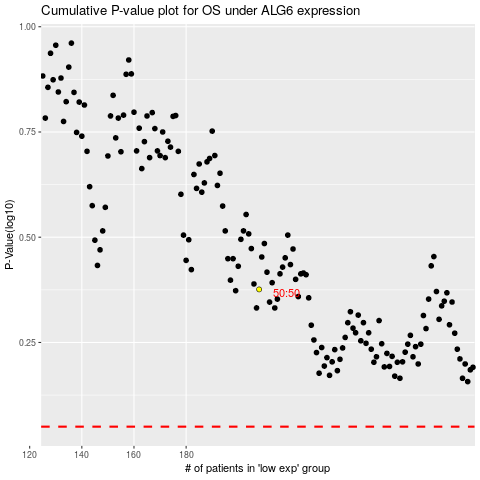 Cumulative P-value plot for OS under ALG6 expression
1.00
0.75
0.50
0.25
P-Value(log10)
50:50
120 140 160 180
# of patients in 'low exp' group